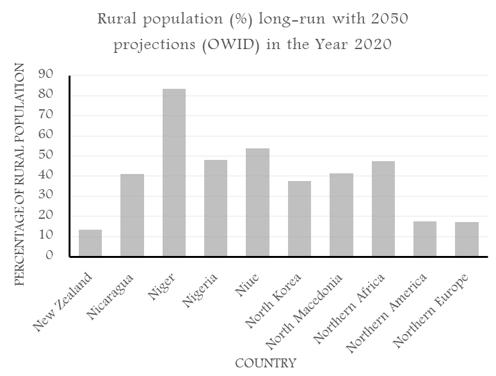 Rural population (%) long-run with 2050
projections (OWID) in the Year 2020
PERCENTAGE OF RURAL POPULATION
90
80
70
60
50
40
30
20
10
0
New Zealand
Nicaragua
Niger
Nigeria
Niue
North Korea
North Macedonia
Northern Africa
Northern America
Northern Europe
COUNTRY